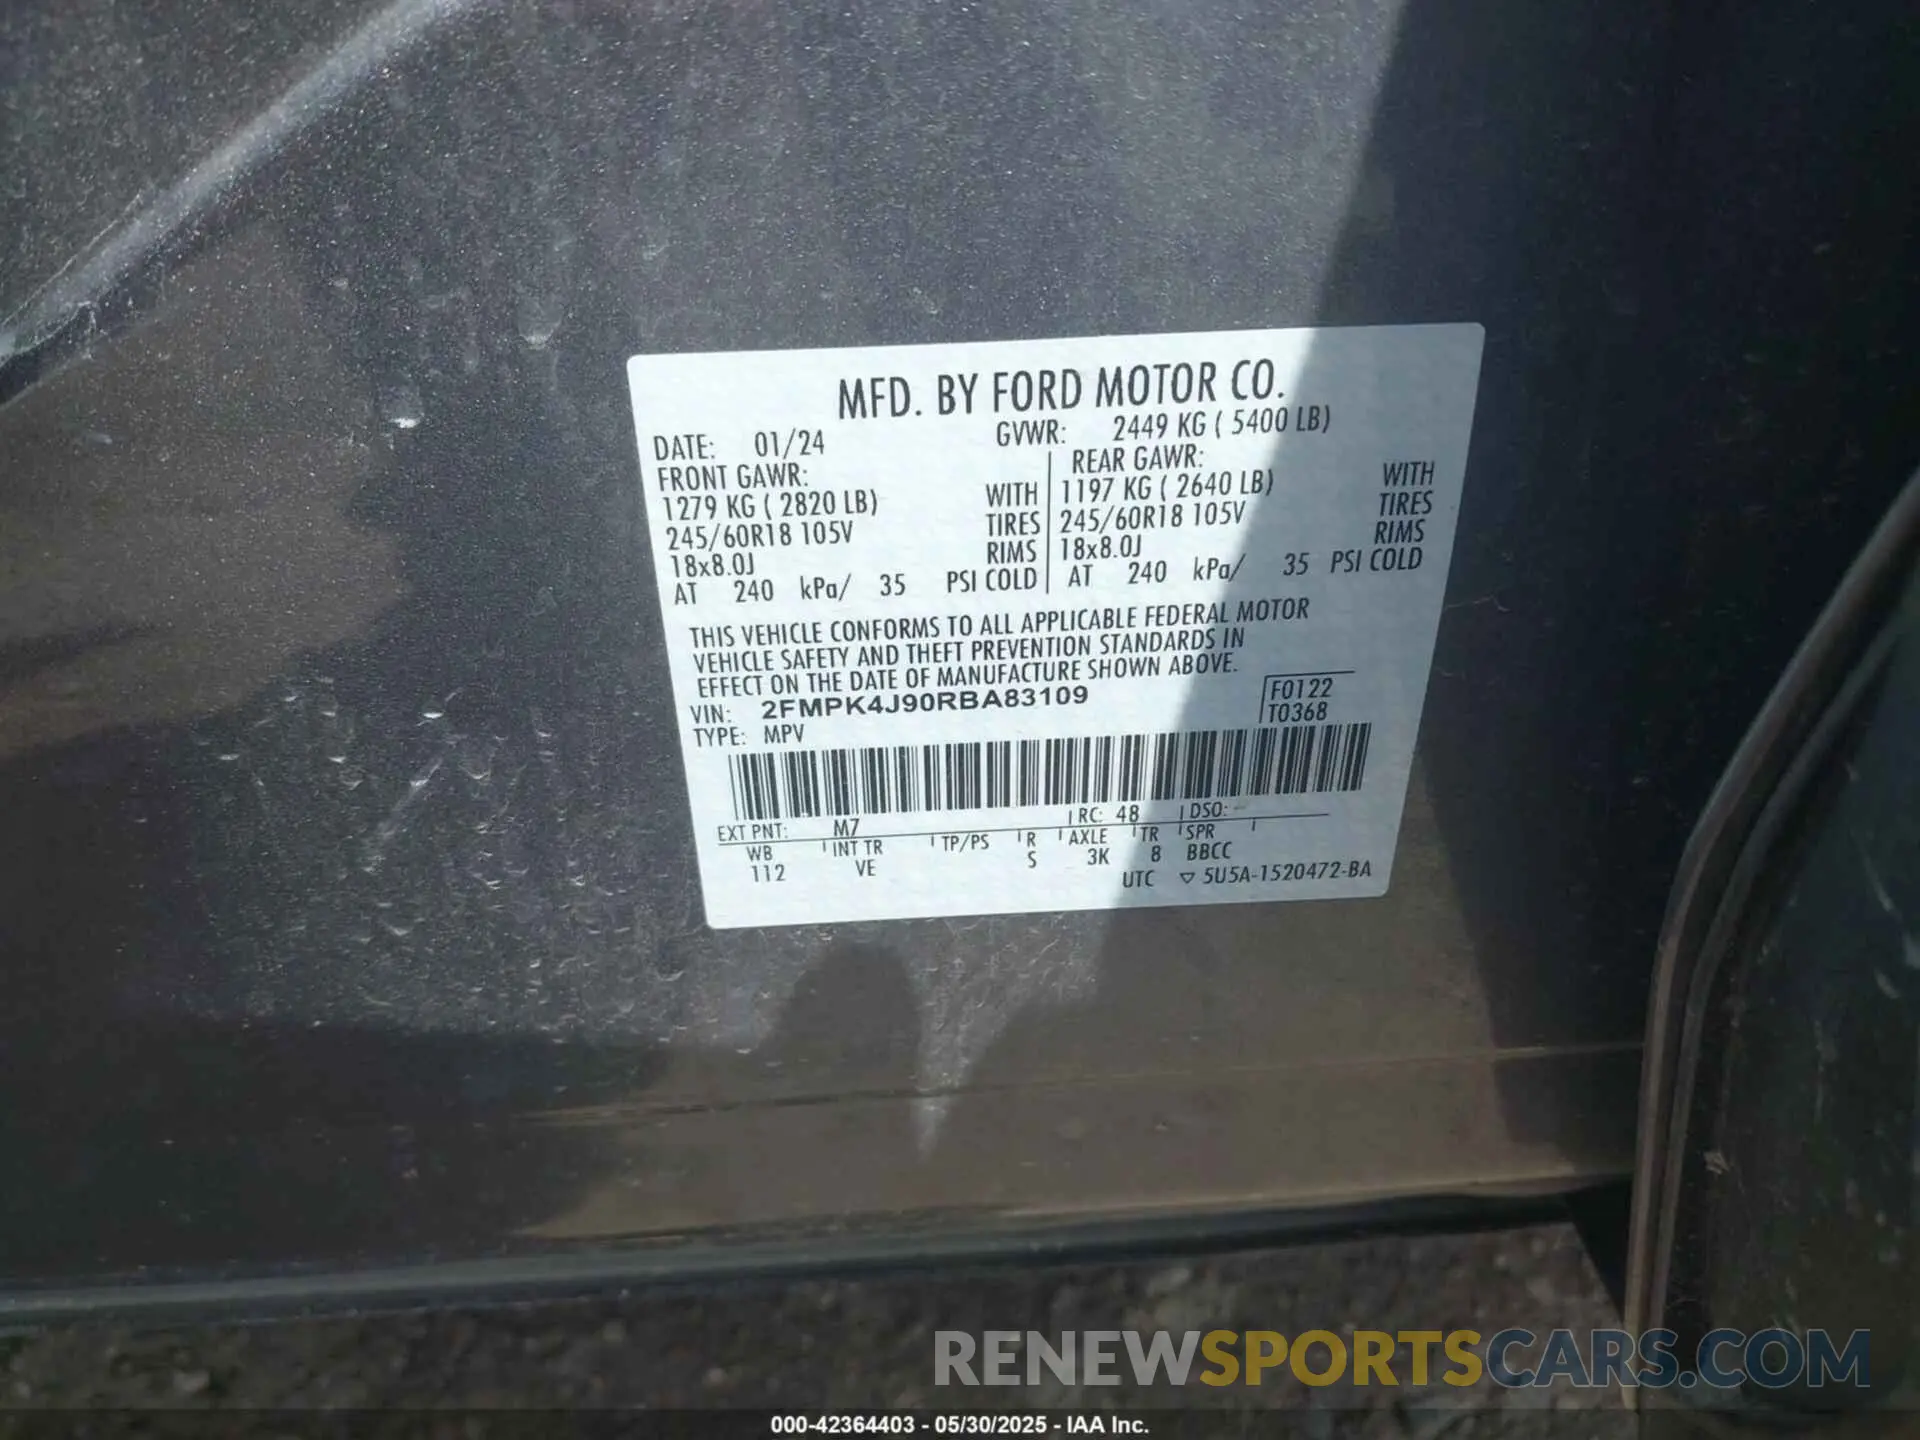 MFD. BY FORD MOTOR CO.
DATE: 01/24 GVWR: 2449 KG ( 5400 LB)
FRONT GAWR: REAR GAWR:
1279 KG ( 2820 LB) WITH 1197 KG ( 2640 LB) WITH
245/60R18 105V TIRES 245/60R18 105V TIRES
18x8.0J RIMS 18x8.0J RIMS
AT 240 kPa/ 35 PSI COLD AT 240 kPa/ 35 PSI COLD
THIS VEHICLE CONFORMS TO ALL APPLICABLE FEDERAL MOTOR
VEHICLE SAFETY AND THEFT PREVENTION STANDARDS IN
EFFECT ON THE DATE OF MANUFACTURE SHOWN ABOVE.
VIN: 2FMPK4J90RBA83109 F0122
TYPE: MPV T0368
EXT PNT: M7 RC: 48 DSO: --
WB INT TR TP/PS R AXLE TR SPR
112 VE S 3K 8 BBCC
UTC ▽ 5U5A-1520472-BA
RENEWSPORTSCARS.COM
000-42364403 - 05/30/2025 - IAA Inc.